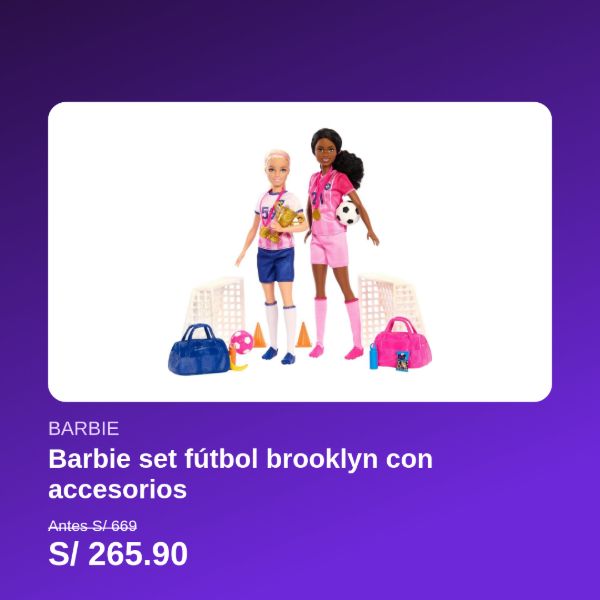 BARBIE
Barbie set fútbol brooklyn con
accesorios
Antes S/ 669
S/ 265.90